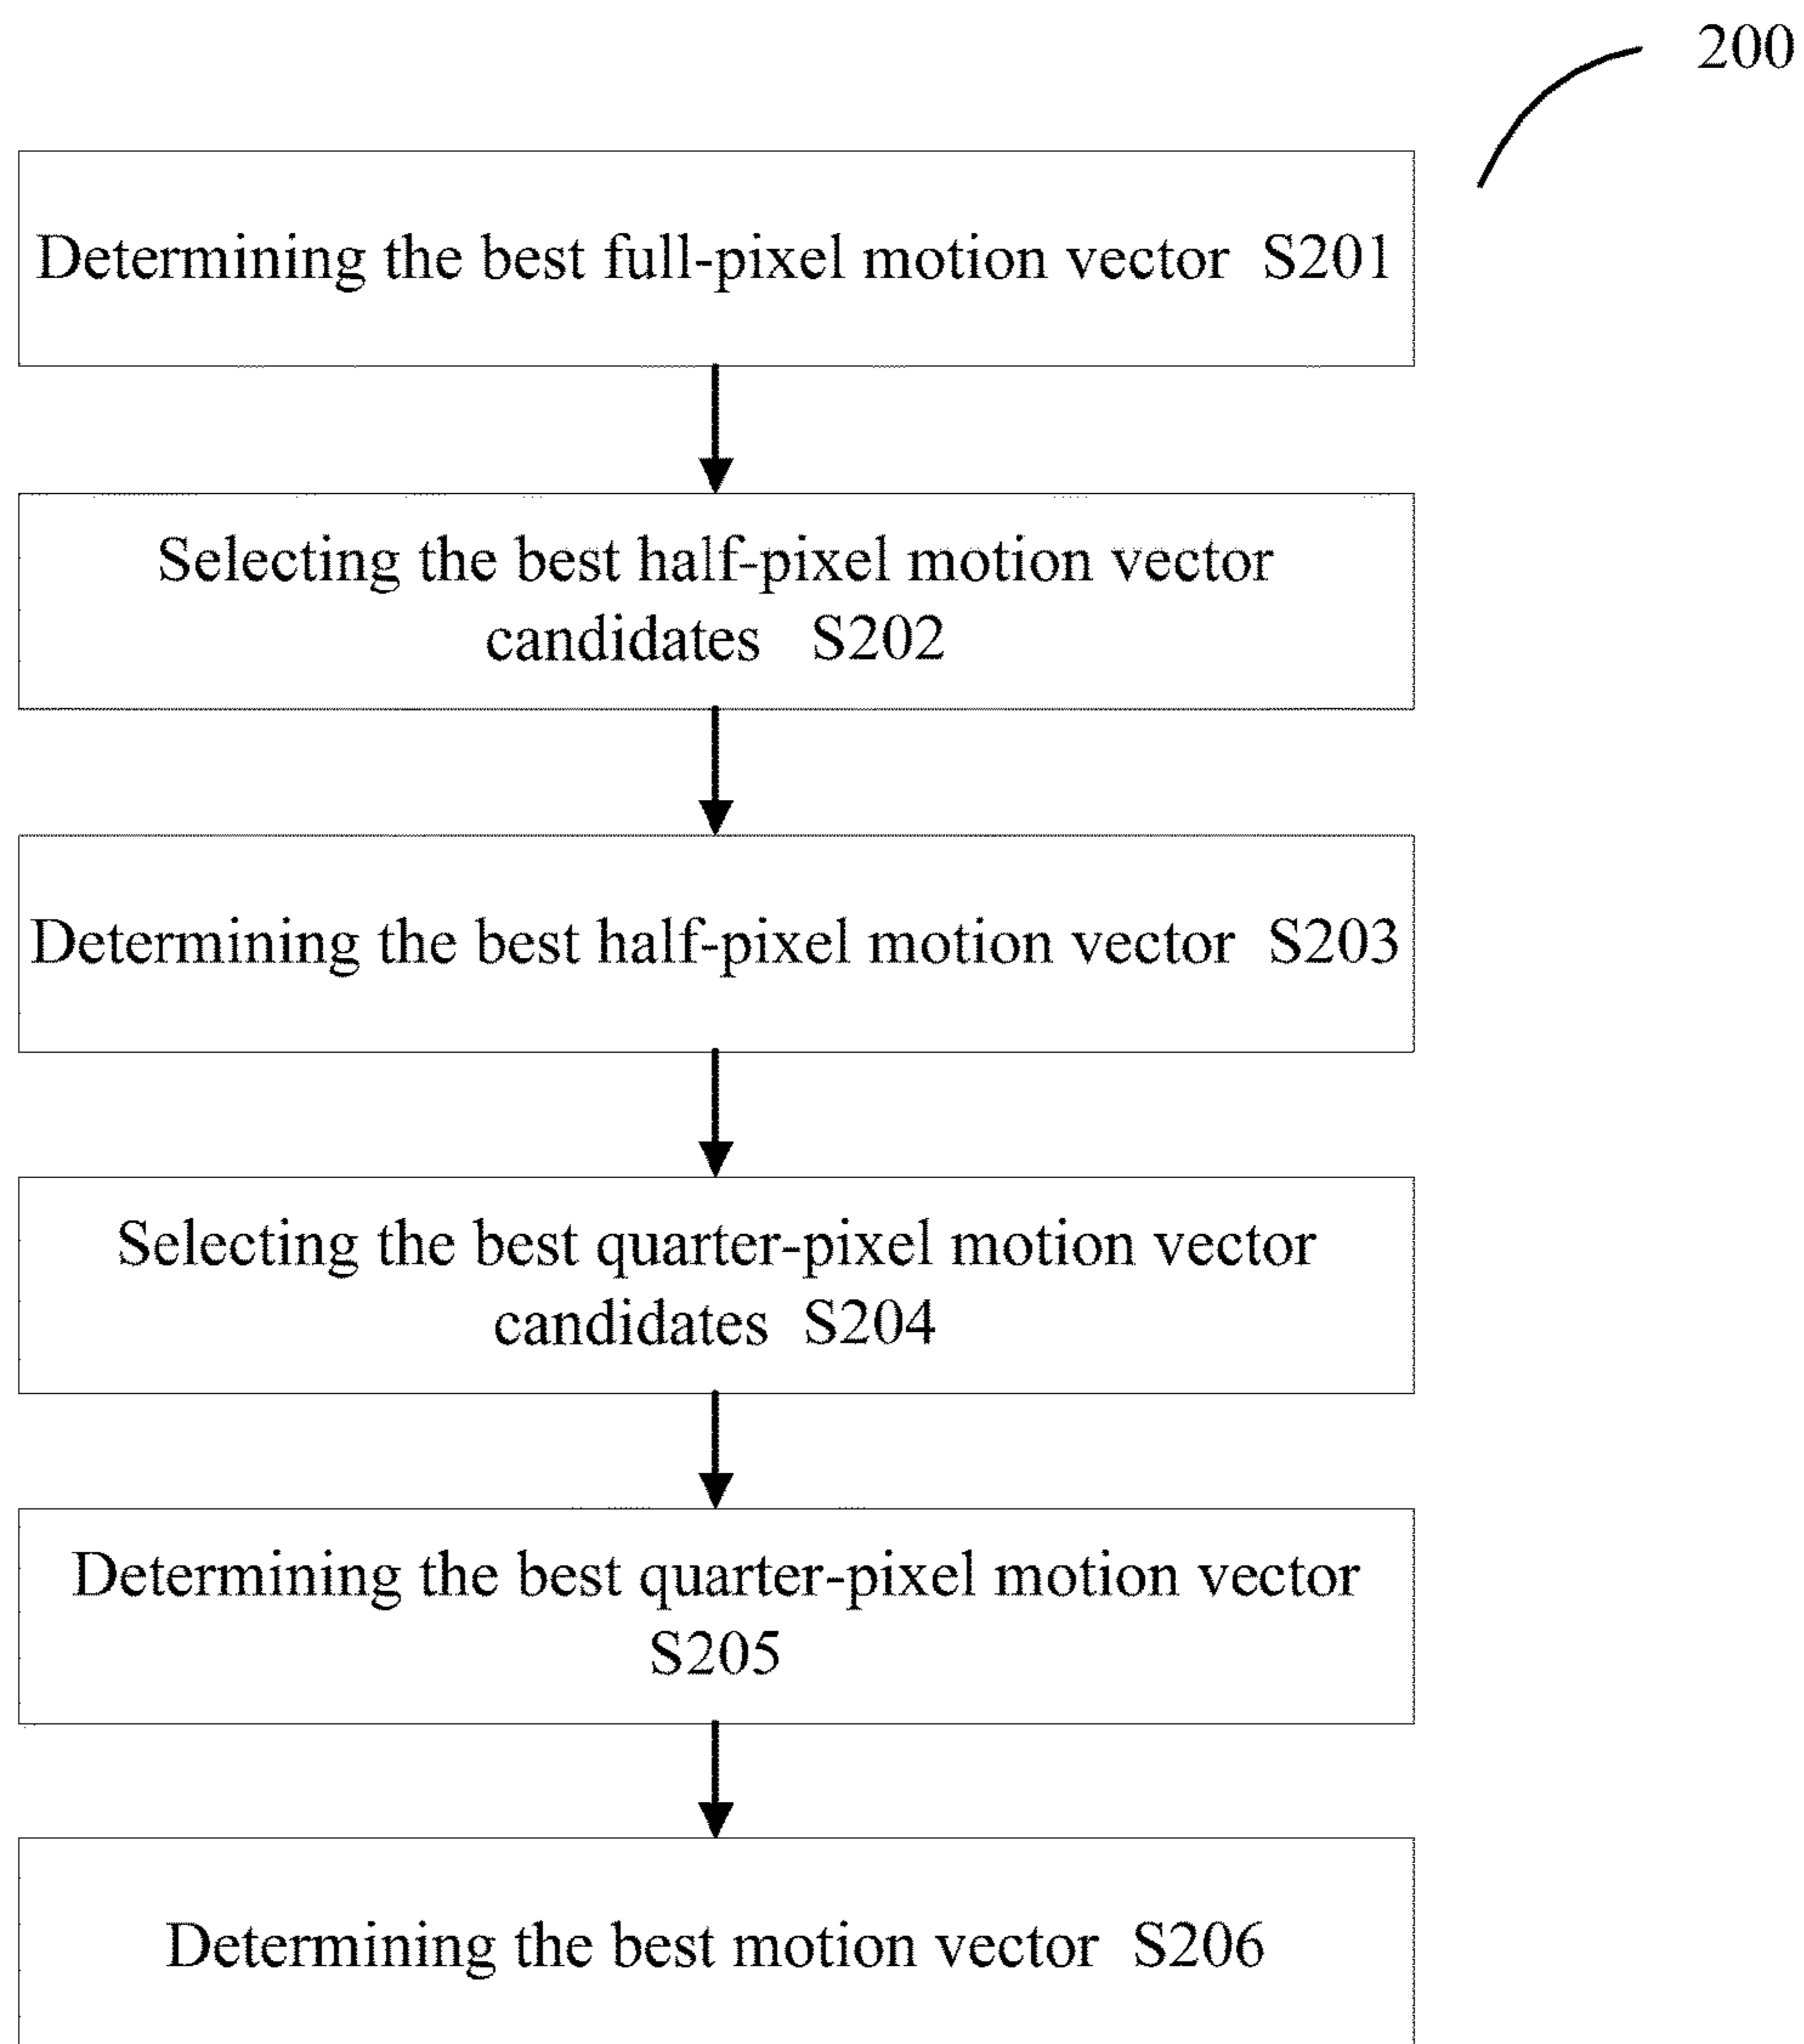 200
Determining the best full-pixel motion vector S201
Selecting the best half-pixel motion vector
candidates S202
Determining the best half-pixel motion vector S203
Selecting the best quarter-pixel motion vector
candidates S204
Determining the best quarter-pixel motion vector
S205
Determining the best motion vector S206